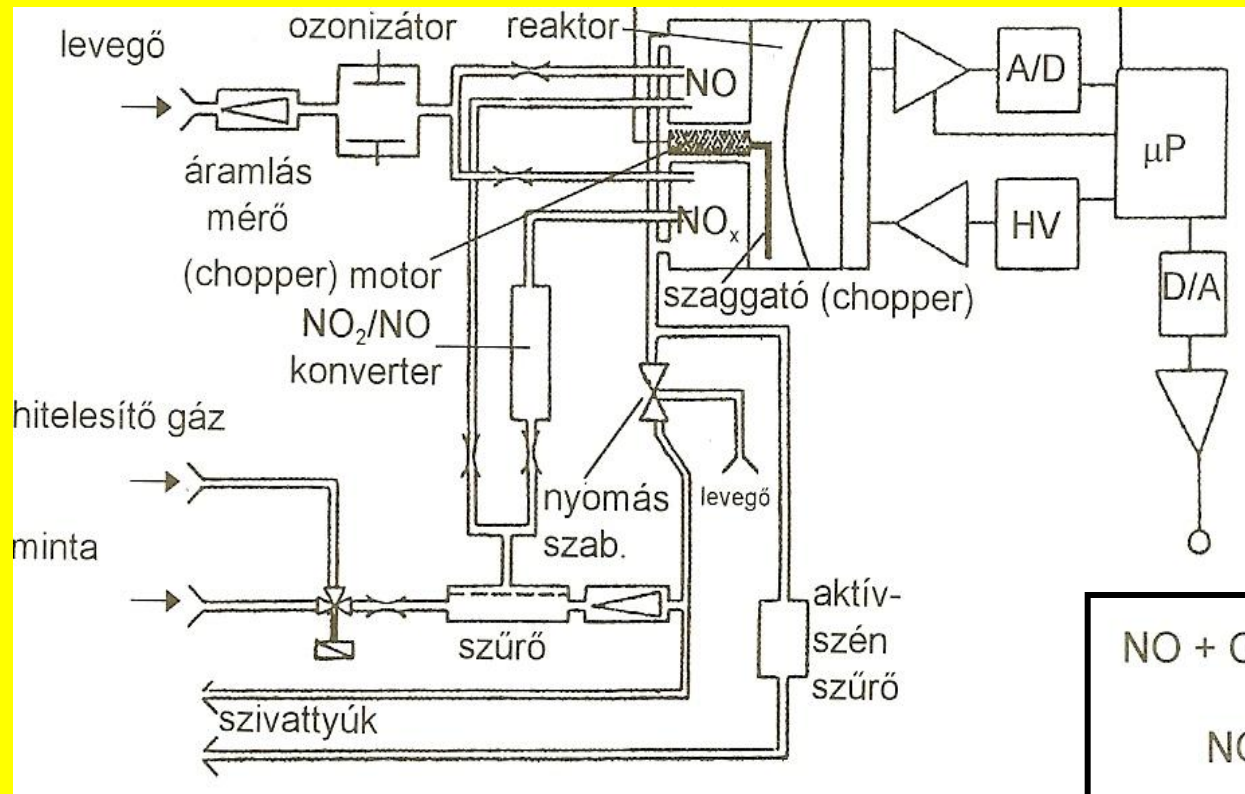 levegő
ozonizátor
reaktor
áramlás
mérő
(chopper) motor
NO₂/NO
konverter
NO
NOₓ
szaggató (chopper)
A/D
µP
HV
D/A
hitelesítő gáz
minta
nyomás
szab.
levegő
szűrő
aktív-
szén
szűrő
szivattyúk
NO +